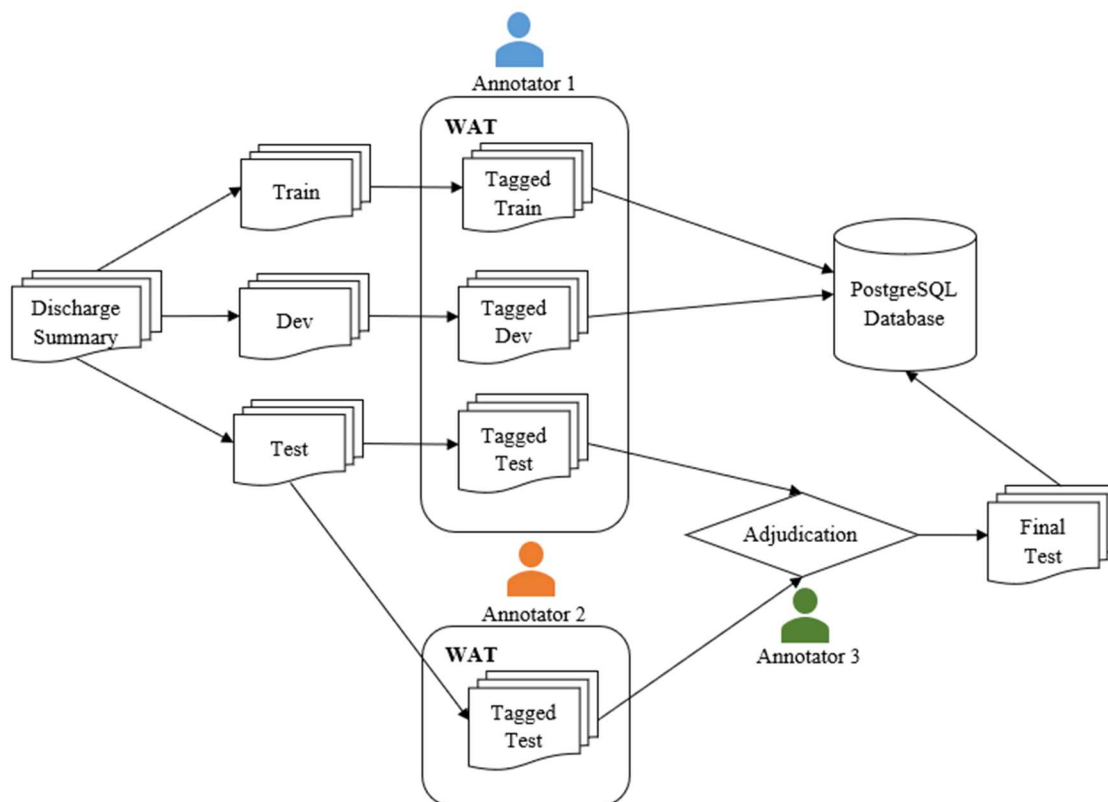 Annotator 1
WAT
Train
Tagged
Train
Discharge
Summary
Dev
Tagged
Dev
PostgreSQL
Database
Test
Tagged
Test
Adjudication
Final
Test
Annotator 2
Annotator 3
WAT
Tagged
Test